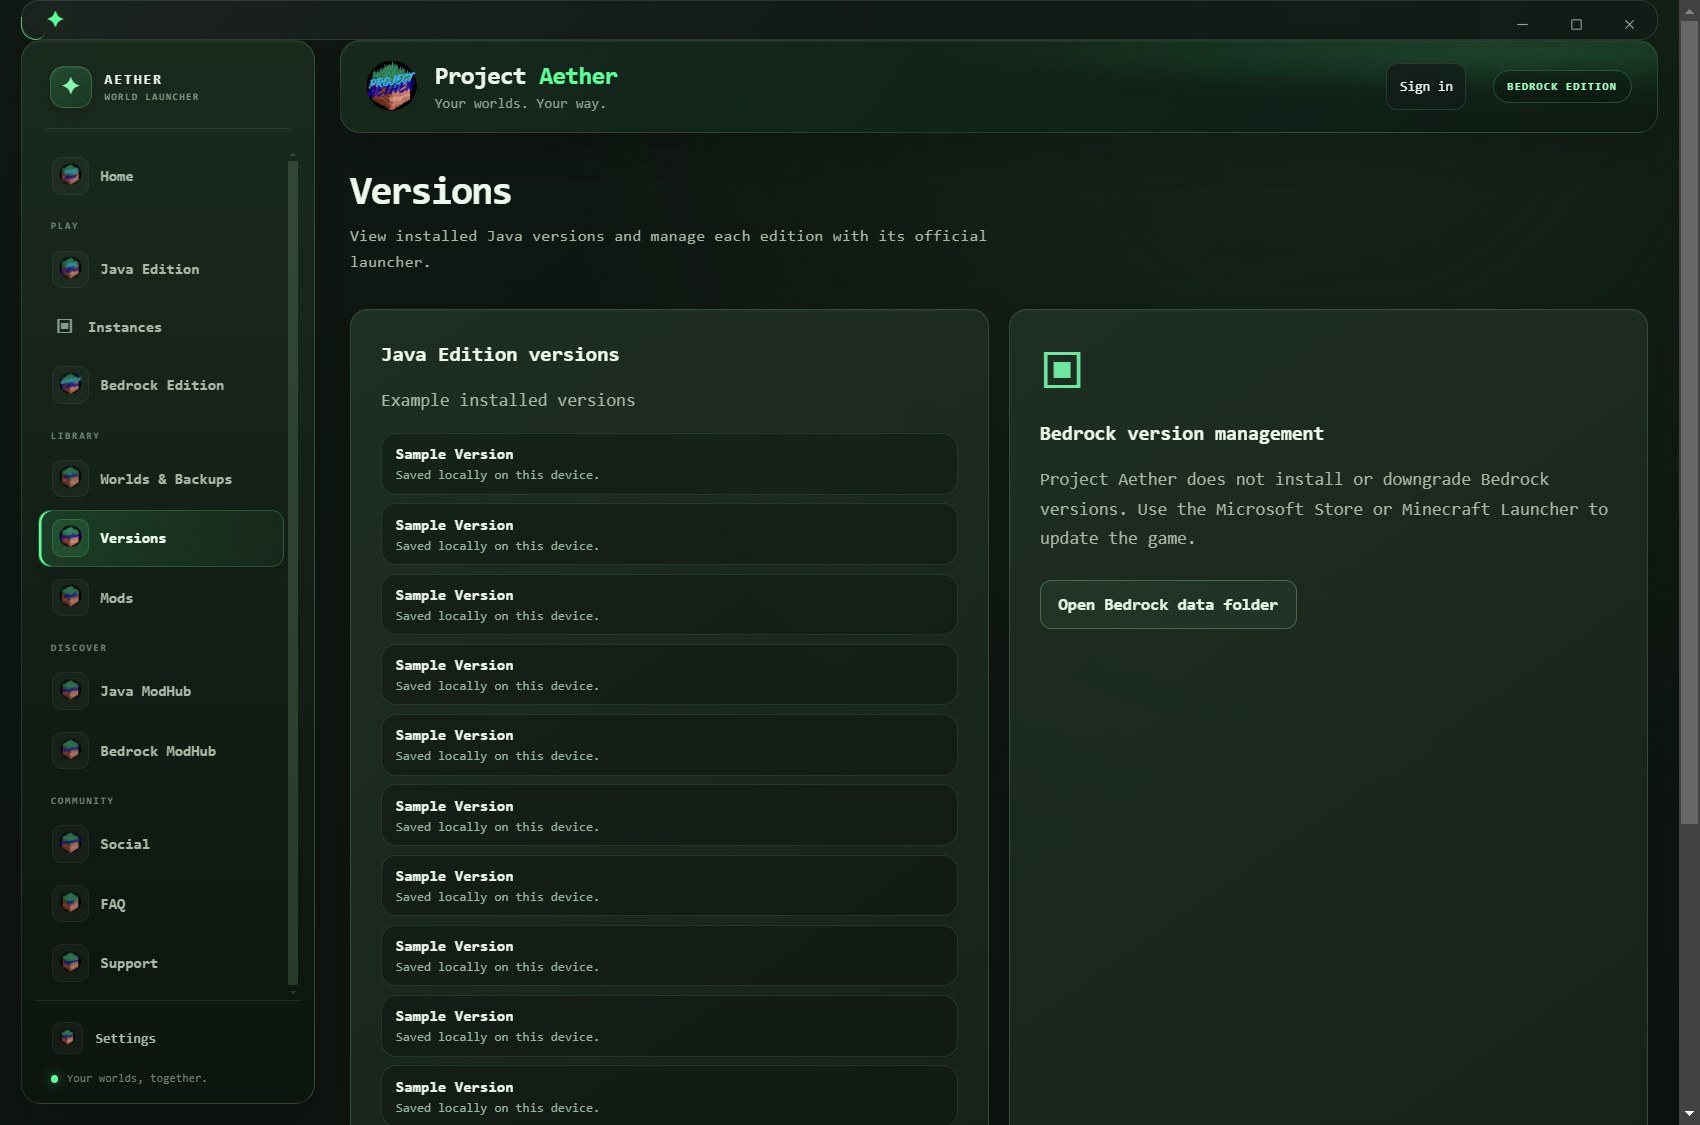 AETHER
WORLD LAUNCHER
Home
PLAY
Java Edition
Instances
Bedrock Edition
LIBRARY
Worlds & Backups
Versions
Mods
DISCOVER
Java ModHub
Bedrock ModHub
COMMUNITY
Social
FAQ
Support
Settings
Your worlds, together.
PROJECT
AETHER
Project Aether
Your worlds. Your way.
Sign in
BEDROCK EDITION
Versions
View installed Java versions and manage each edition with its official
launcher.
Java Edition versions
Example installed versions
Sample Version
Saved locally on this device.
Sample Version
Saved locally on this device.
Sample Version
Saved locally on this device.
Sample Version
Saved locally on this device.
Sample Version
Saved locally on this device.
Sample Version
Saved locally on this device.
Sample Version
Saved locally on this device.
Sample Version
Saved locally on this device.
Sample Version
Saved locally on this device.
Sample Version
Saved locally on this device.
Bedrock version management
Project Aether does not install or downgrade Bedrock
versions. Use the Microsoft Store or Minecraft Launcher to
update the game.
Open Bedrock data folder